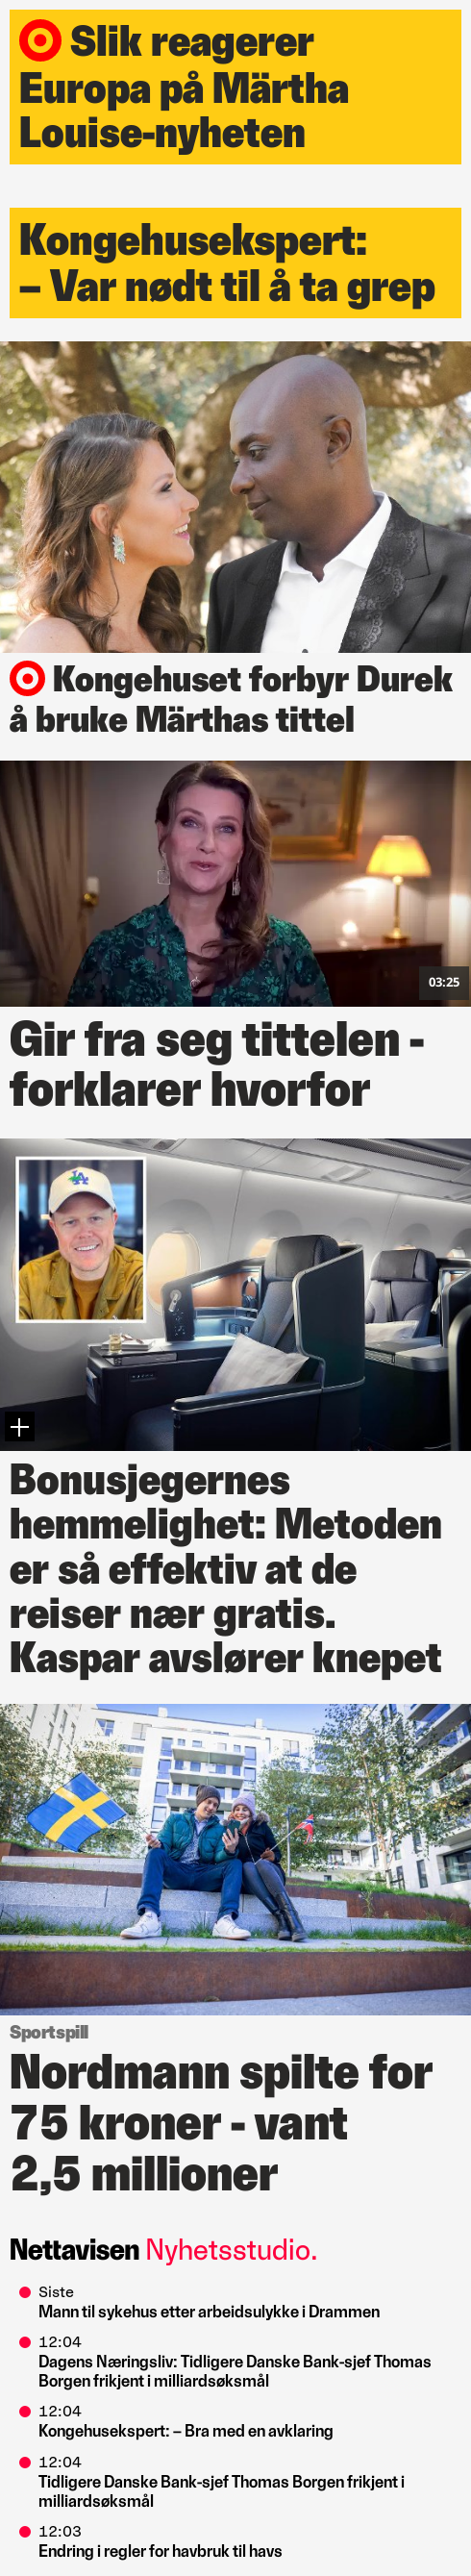 Slik reagerer
Europa på Märtha
Louise-nyheten
Kongehusekspert:
– Var nødt til å ta grep
Kongehuset forbyr Durek
å bruke Märthas tittel
03:25
Gir fra seg tittelen -
forklarer hvorfor
LA
Bonusjegernes
hemmelighet: Metoden
er så effektiv at de
reiser nær gratis.
Kaspar avslører knepet
Sportspill
Nordmann spilte for
75 kroner - vant
2,5 millioner
Nettavisen Nyhetsstudio.
Siste
Mann til sykehus etter arbeidsulykke i Drammen
12:04
Dagens Næringsliv: Tidligere Danske Bank-sjef Thomas
Borgen frikjent i milliardsøksmål
12:04
Kongehusekspert: – Bra med en avklaring
12:04
Tidligere Danske Bank-sjef Thomas Borgen frikjent i
milliardsøksmål
12:03
Endring i regler for havbruk til havs